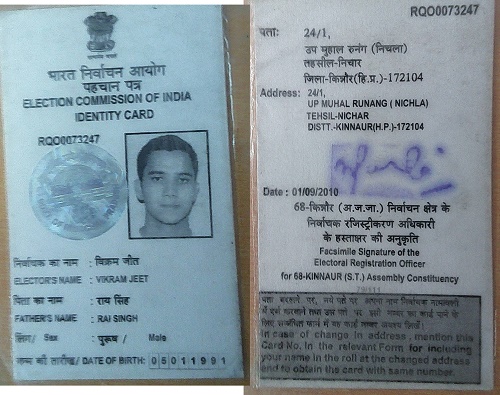 भारत निर्वाचन आयोग
पहचान पत्र
ELECTION COMMISSION OF INDIA
IDENTITY CARD
RQO0073247
निर्वाचक का नाम : विक्रम जीत
ELECTOR'S NAME : VIKRAM JEET
पिता का नाम : राय सिंह
FATHER'S NAME : RAI SINGH
लिंग / Sex : पुरूष / Male
जन्म की तारीख / DATE OF BIRTH: 05011991
RQO0073247
पता: 24/1,
उप मुहाल रुनंग (निचला)
तहसील-निचार
जिला-किन्नौर(हि.प्र.)-172104
Address: 24/1,
UP MUHAL RUNANG ( NICHLA)
TEHSIL-NICHAR
DISTT.-KINNAUR(H.P.)-172104
Date : 01/09/2010
68-किन्नौर (अ.ज.जा.) निर्वाचन क्षेत्र के
निर्वाचक रजिस्ट्रीकरण अधिकारी
के हस्ताक्षर की अनुकृति
Facsimile Signature of the
Electoral Registration Officer
for 68-KINNAUR (S.T.) Assembly Constituency
In case of change in address, mention this
Card No. in the relevant Form for including
your name in the roll at the changed address
and to obtain the card with same number.